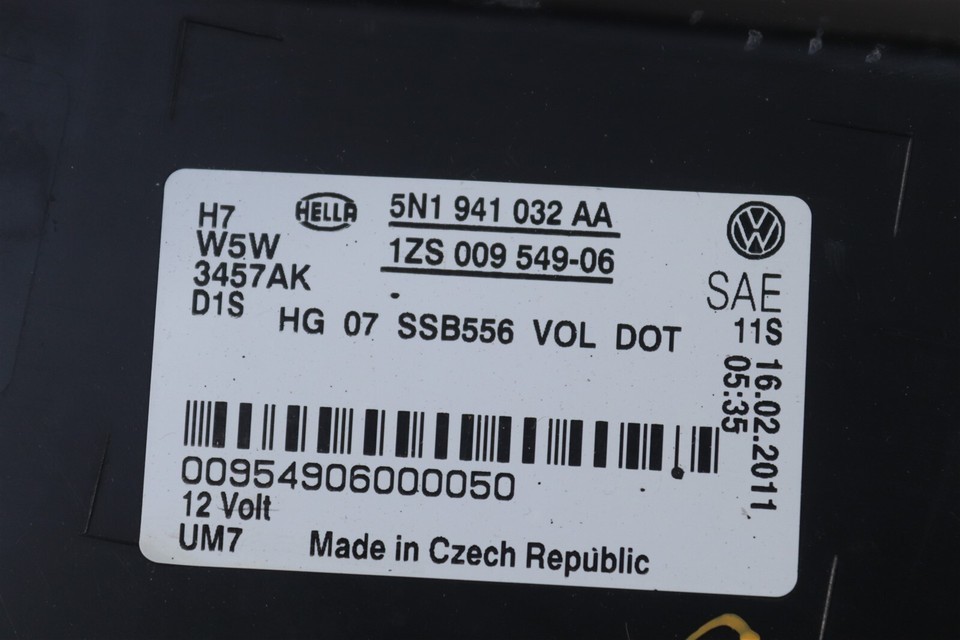 H7
W5W
3457AK
D1S
HELLA
5N1 941 032 AA
1ZS 009 549-06
HG 07 SSB556 VOL DOT
VW
SAE
11S
16.02.2011
05:35
00954906000050
12 Volt
UM7
Made in Czech Republic